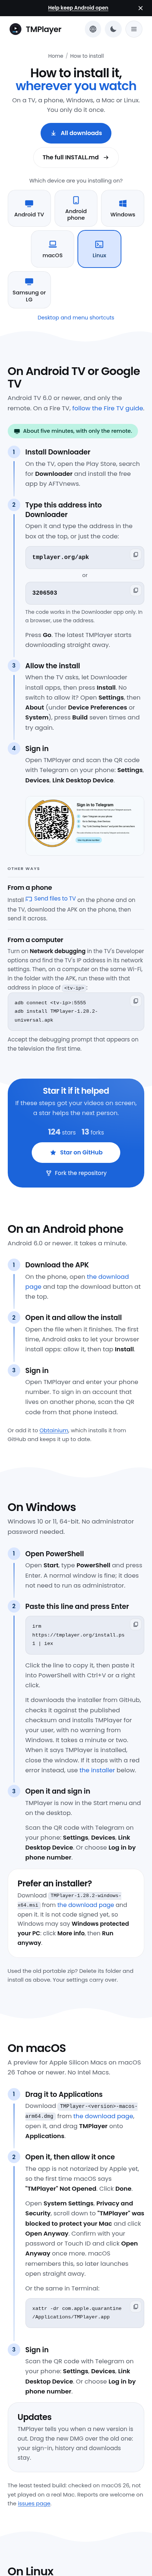 Help keep Android open
TMPlayer
Home / How to install
How to install it,
wherever you watch
On a TV, a phone, Windows, a Mac or Linux.
You only do it once.
All downloads
The full INSTALL.md →
Which device are you installing on?
Android TV
Android
phone
Windows
macOS
Linux
Samsung or
LG
Desktop and menu shortcuts
On Android TV or Google
TV
Android TV 6.0 or newer, and only the
remote. On a Fire TV, follow the Fire TV guide.
About five minutes, with only the remote.
1 Install Downloader
On the TV, open the Play Store, search
for Downloader and install the free
app by AFTVnews.
2 Type this address into
Downloader
Open it and type the address in the
box at the top, or just the code.
tmplayer.org/apk
or
3206503
The code works in the Downloader app only. In
a browser, use the address.
Press Go. The latest TMPlayer starts
downloading straight away.
3 Allow the install
When the TV asks, let Downloader
install apps, then press Install. No
switch to allow it? Open Settings, then
About (under Device Preferences or
System), press Build seven times and
try again.
4 Sign in
Open TMPlayer and scan the QR code
with Telegram on your phone: Settings,
Devices, Link Desktop Device.
Sign in to Telegram
OTHER WAYS
From a phone
Install Send files to TV on the phone and on
the TV, download the APK on the phone, then
send it across.
From a computer
Turn on Network debugging in the TV's Developer
options and note its IP address in its network
settings. Then, on a computer on the same Wi-Fi,
in the folder with the APK, run these with that
address in place of <tv-ip>:
adb connect <tv-ip>:5555
adb install TMPlayer-1.28.2-
universal.apk
Accept the debugging prompt that appears on
the television the first time.
Star it if it helped
If these steps got your videos on screen,
a star helps the next person.
124 stars 13 forks
Star on GitHub
Fork the repository
On an Android phone
Android 6.0 or newer. It takes a minute.
1 Download the APK
On the phone, open the download
page and tap the download button at
the top.
2 Open it and allow the install
Open the file when it finishes. The first
time, Android asks to let your browser
install apps: allow it, then tap Install.
3 Sign in
Open TMPlayer and enter your phone
number. To sign in on an account that
lives on another phone, scan the QR
code from that phone instead.
Or add it to Obtainium, which installs it from
GitHub and keeps it up to date.
On Windows
Windows 10 or 11, 64-bit. No administrator
password needed.
1 Open PowerShell
Open Start, type PowerShell and press
Enter. A normal window is fine; it does
not need to run as administrator.
2 Paste this line and press Enter
irm
https://tmplayer.org/install.ps
1 | iex
Click the line to copy it, then paste it
into PowerShell with Ctrl+V or a right
click.
It downloads the installer from GitHub,
checks it against the published
checksum and installs TMPlayer for
your user, with no warning from
Windows. It takes a minute or two.
When it says TMPlayer is installed,
close the window. If it stops with a red
error instead, use the installer below.
3 Open it and sign in
TMPlayer is now in the Start menu and
on the desktop.
Scan the QR code with Telegram on
your phone: Settings, Devices, Link
Desktop Device. Or choose Log in by
phone number.
Prefer an installer?
Download TMPlayer-1.28.2-windows-
x64.msi from the download page and
open it. It is not code signed yet, so
Windows may say Windows protected
your PC: click More info, then Run
anyway.
Used the old portable zip? Delete its folder and
install as above. Your settings carry over.
On macOS
A preview for Apple Silicon Macs on macOS
26 Tahoe or newer. No Intel Macs.
1 Drag it to Applications
Download TMPlayer-<version>-macos-
arm64.dmg from the download page,
open it, and drag TMPlayer onto
Applications.
2 Open it, then allow it once
The app is not notarized by Apple yet,
so the first time macOS says
"TMPlayer" Not Opened. Click Done.
Open System Settings, Privacy and
Security, scroll down to "TMPlayer" was
blocked to protect your Mac and click
Open Anyway. Confirm with your
password or Touch ID and click Open
Anyway once more. macOS
remembers this, so later launches
open straight away.
Or the same in Terminal:
xattr -dr com.apple.quarantine
/Applications/TMPlayer.app
3 Sign in
Scan the QR code with Telegram on
your phone: Settings, Devices, Link
Desktop Device. Or choose Log in by
phone number.
Updates
TMPlayer tells you when a new version is
out. Drag the new DMG over the old one:
your sign-in, history and downloads
stay.
The least tested build: checked on macOS 26, not
yet played on a real Mac. Reports are welcome on
the issues page.
On Linux